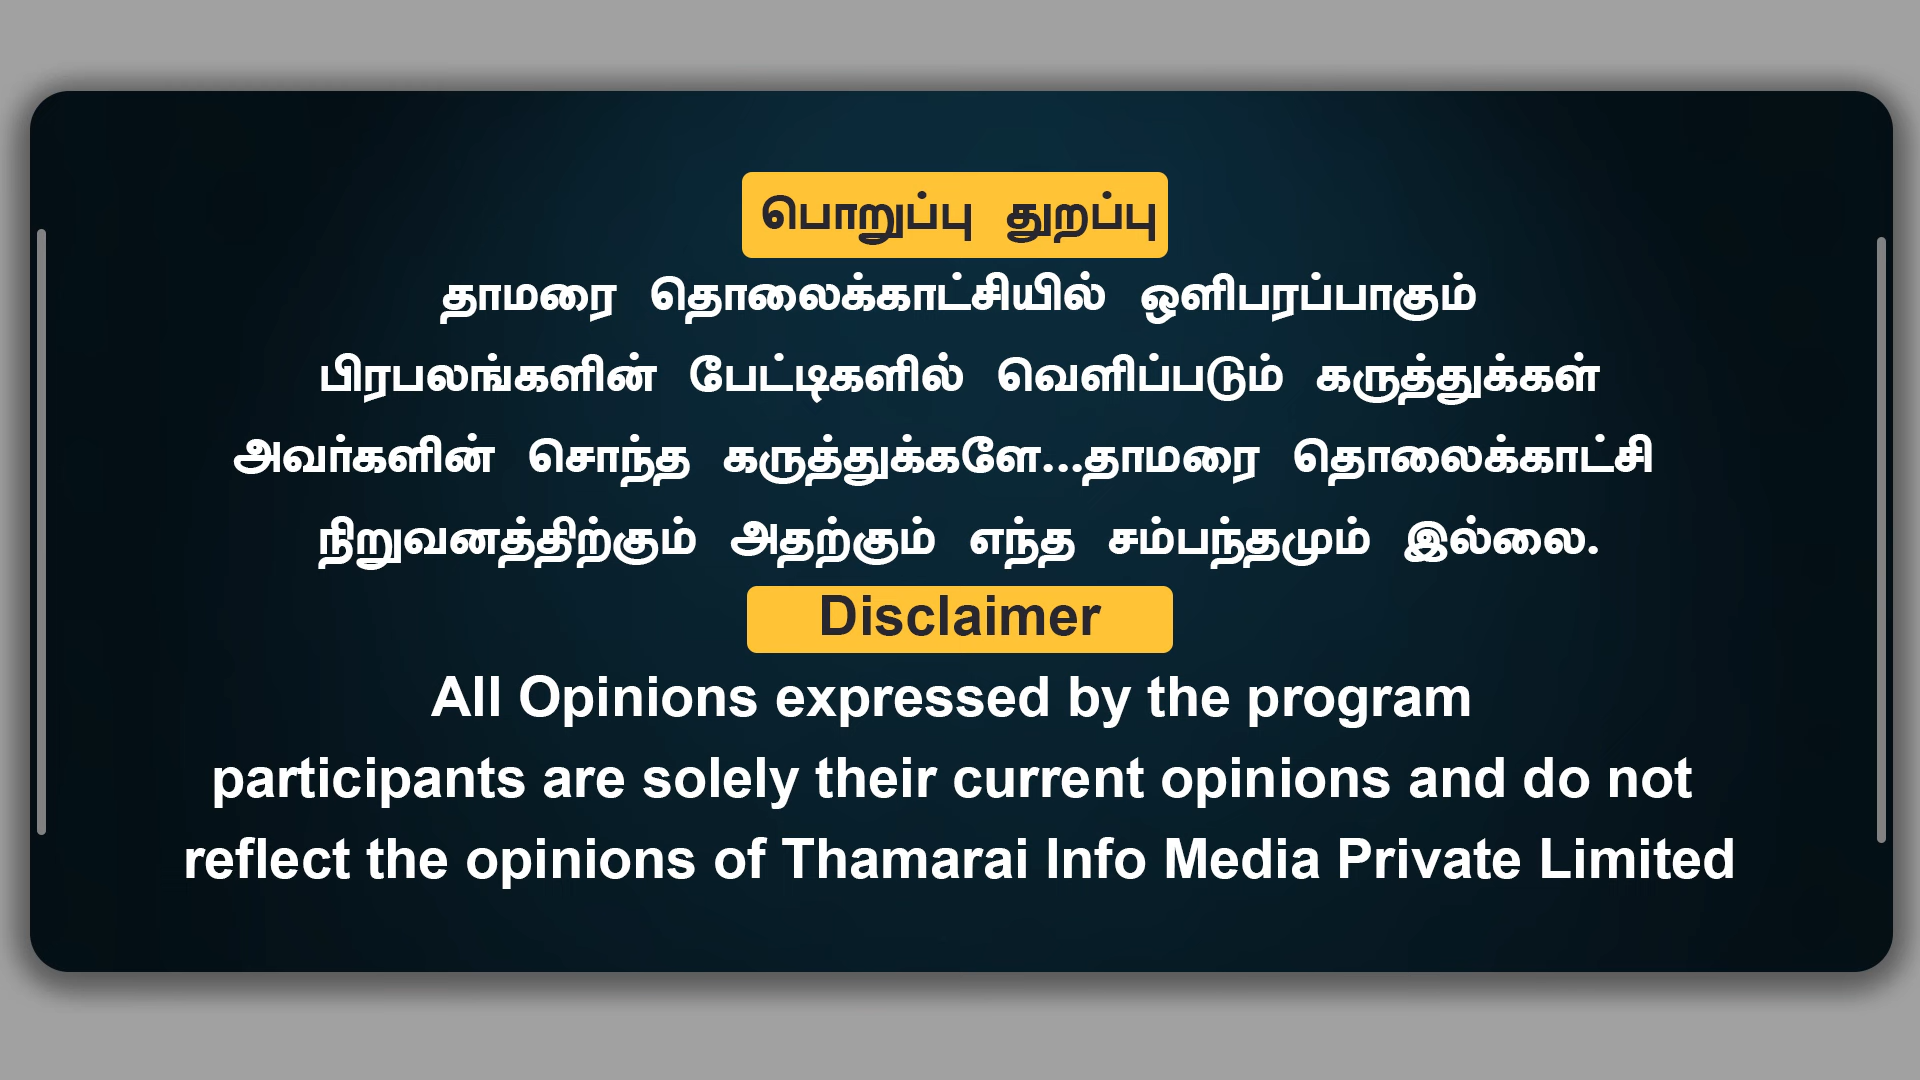 பொறுப்பு துறப்பு
தாமரை தொலைக்காட்சியில் ஒளிபரப்பாகும்
பிரபலங்களின் பேட்டிகளில் வெளிப்படும் கருத்துக்கள்
அவர்களின் சொந்த கருத்துக்களே...தாமரை தொலைக்காட்சி
நிறுவனத்திற்கும் அதற்கும் எந்த சம்பந்தமும் இல்லை.
Disclaimer
All Opinions expressed by the program
participants are solely their current opinions and do not
reflect the opinions of Thamarai Info Media Private Limited